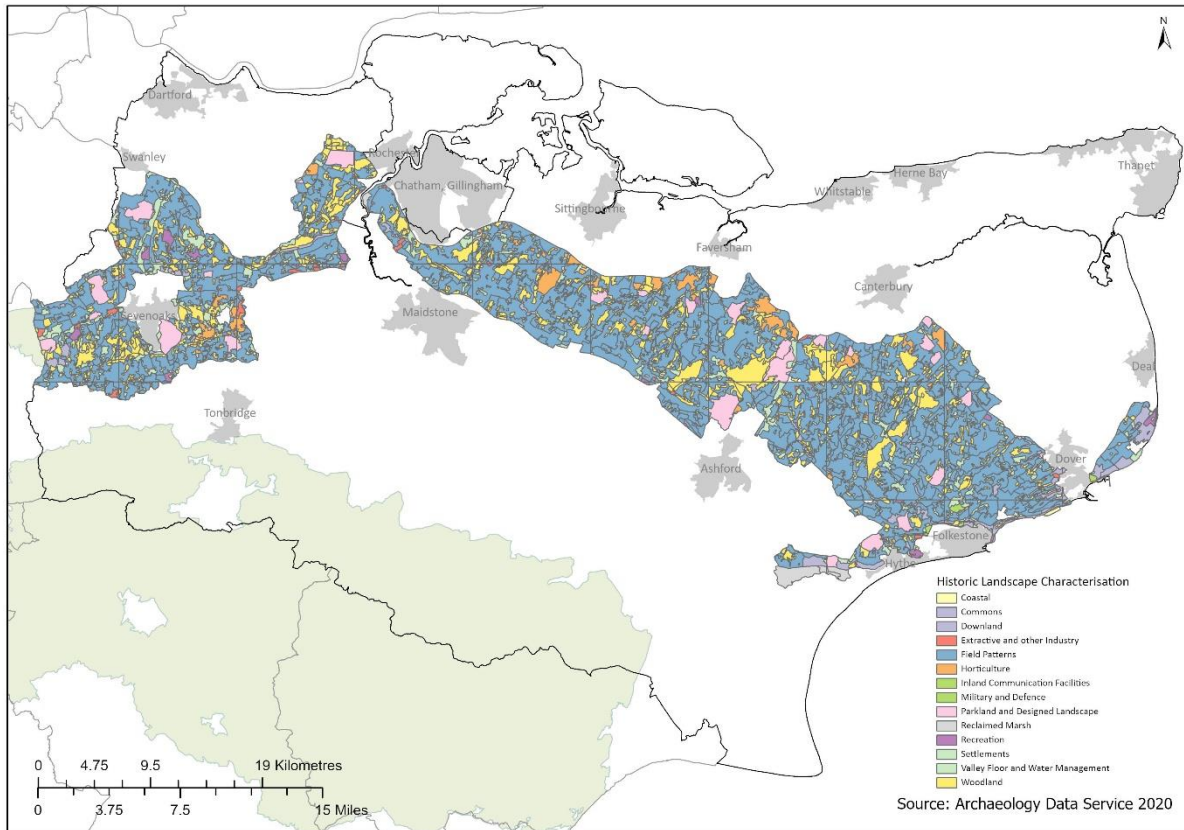 N
Dartford
Swanley
Rochester
Chatham, Gillingham
Sittingbourne
Whitstable
Herne Bay
Thanet
Faversham
Canterbury
Sevenoaks
Maidstone
Deal
Tonbridge
Ashford
Dover
Folkestone
Hythe
Historic Landscape Characterisation
Coastal
Commons
Downland
Extractive and other Industry
Field Patterns
Horticulture
Inland Communication Facilities
Military and Defence
Parkland and Designed Landscape
Reclaimed Marsh
Recreation
Settlements
Valley Floor and Water Management
Woodland
0 4.75 9.5 19 Kilometres
0 3.75 7.5 15 Miles
Source: Archaeology Data Service 2020